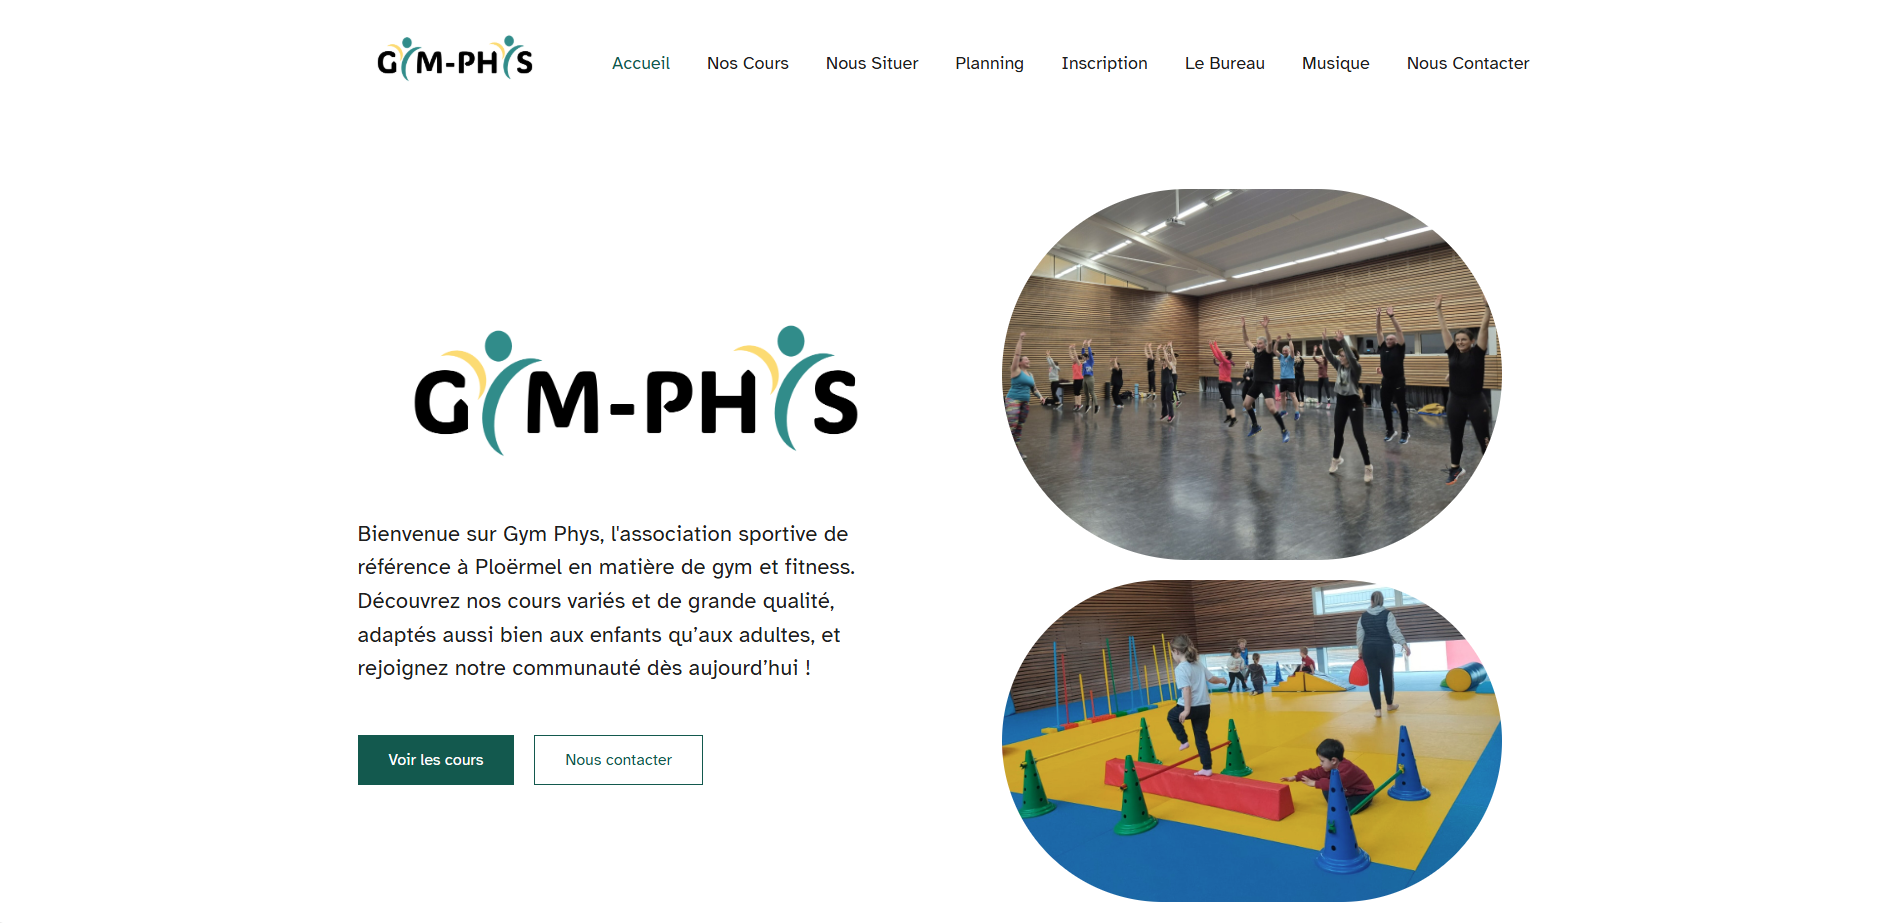 GYM-PHYS
Accueil
Nos Cours
Nous Situer
Planning
Inscription
Le Bureau
Musique
Nous Contacter
GYM-PHYS
Bienvenue sur Gym Phys, l'association sportive de
référence à Ploërmel en matière de gym et fitness.
Découvrez nos cours variés et de grande qualité,
adaptés aussi bien aux enfants qu’aux adultes, et
rejoignez notre communauté dès aujourd’hui !
Voir les cours
Nous contacter